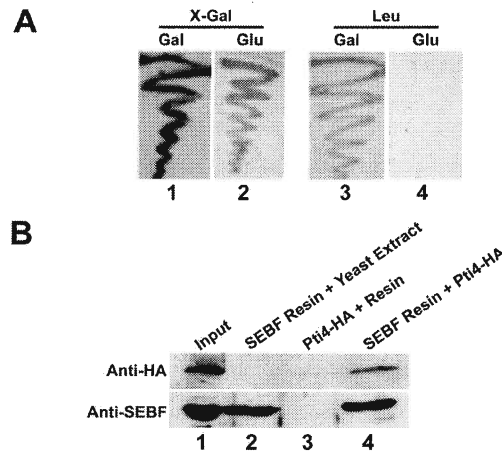 A
X-Gal
Leu
Gal
Glu
Gal
Glu
1
2
3
4
B
Input
SEBF Resin + Yeast Extract
Pti4-HA + Resin
SEBF Resin + Pti4-HA
Anti-HA
Anti-SEBF
1
2
3
4